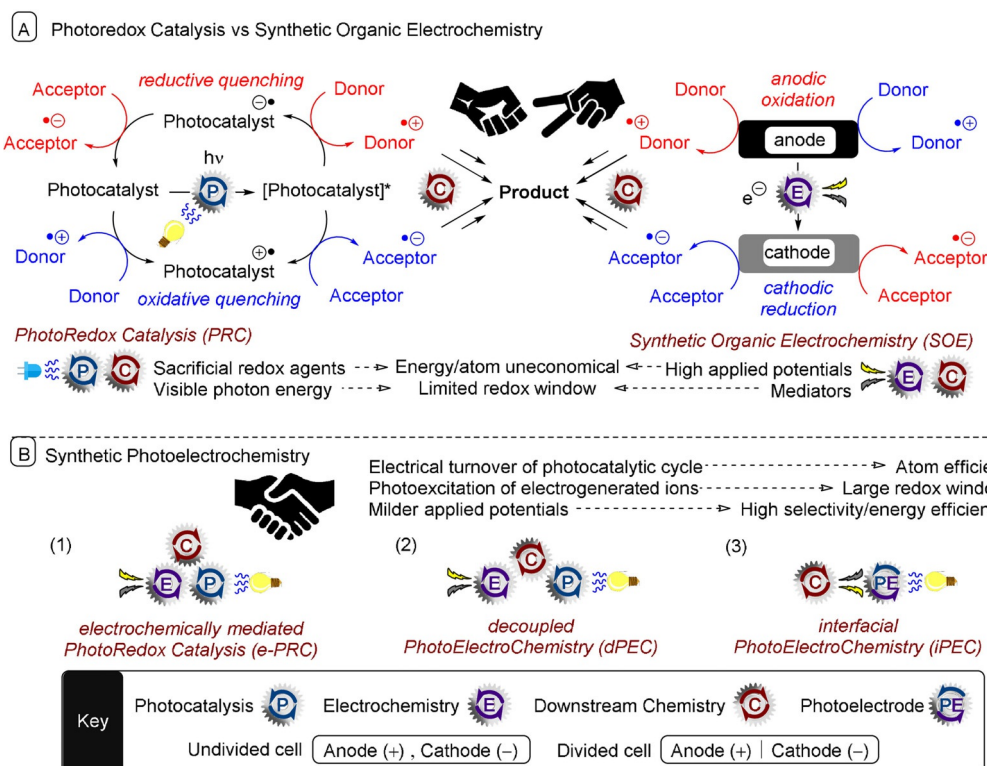 A Photoredox Catalysis vs Synthetic Organic Electrochemistry
reductive quenching
Acceptor
•⊖
Acceptor
⊖•
Photocatalyst
Donor
•⊕
Donor
hν
Photocatalyst
P
[Photocatalyst]*
•⊕
Donor
Donor
⊕•
Photocatalyst
oxidative quenching
•⊖
Acceptor
Acceptor
C
Product
C
anodic
oxidation
Donor
•⊕
Donor
anode
Donor
•⊕
Donor
e⊖
E
•⊖
Acceptor
Acceptor
cathode
cathodic
reduction
•⊖
Acceptor
Acceptor
PhotoRedox Catalysis (PRC)
Synthetic Organic Electrochemistry (SOE)
P C
Sacrificial redox agents
Energy/atom uneconomical
High applied potentials
Visible photon energy
Limited redox window
Mediators
E C
B Synthetic Photoelectrochemistry
Electrical turnover of photocatalytic cycle
Atom efficie
Photoexcitation of electrogenerated ions
Large redox windo
Milder applied potentials
High selectivity/energy efficien
(1)
C
E P
electrochemically mediated
PhotoRedox Catalysis (e-PRC)
(2)
C
E P
decoupled
PhotoElectroChemistry (dPEC)
(3)
C PE
interfacial
PhotoElectroChemistry (iPEC)
Key
Photocatalysis P Electrochemistry E Downstream Chemistry C Photoelectrode PE
Undivided cell Anode (+) , Cathode (−) Divided cell Anode (+) | Cathode (−)